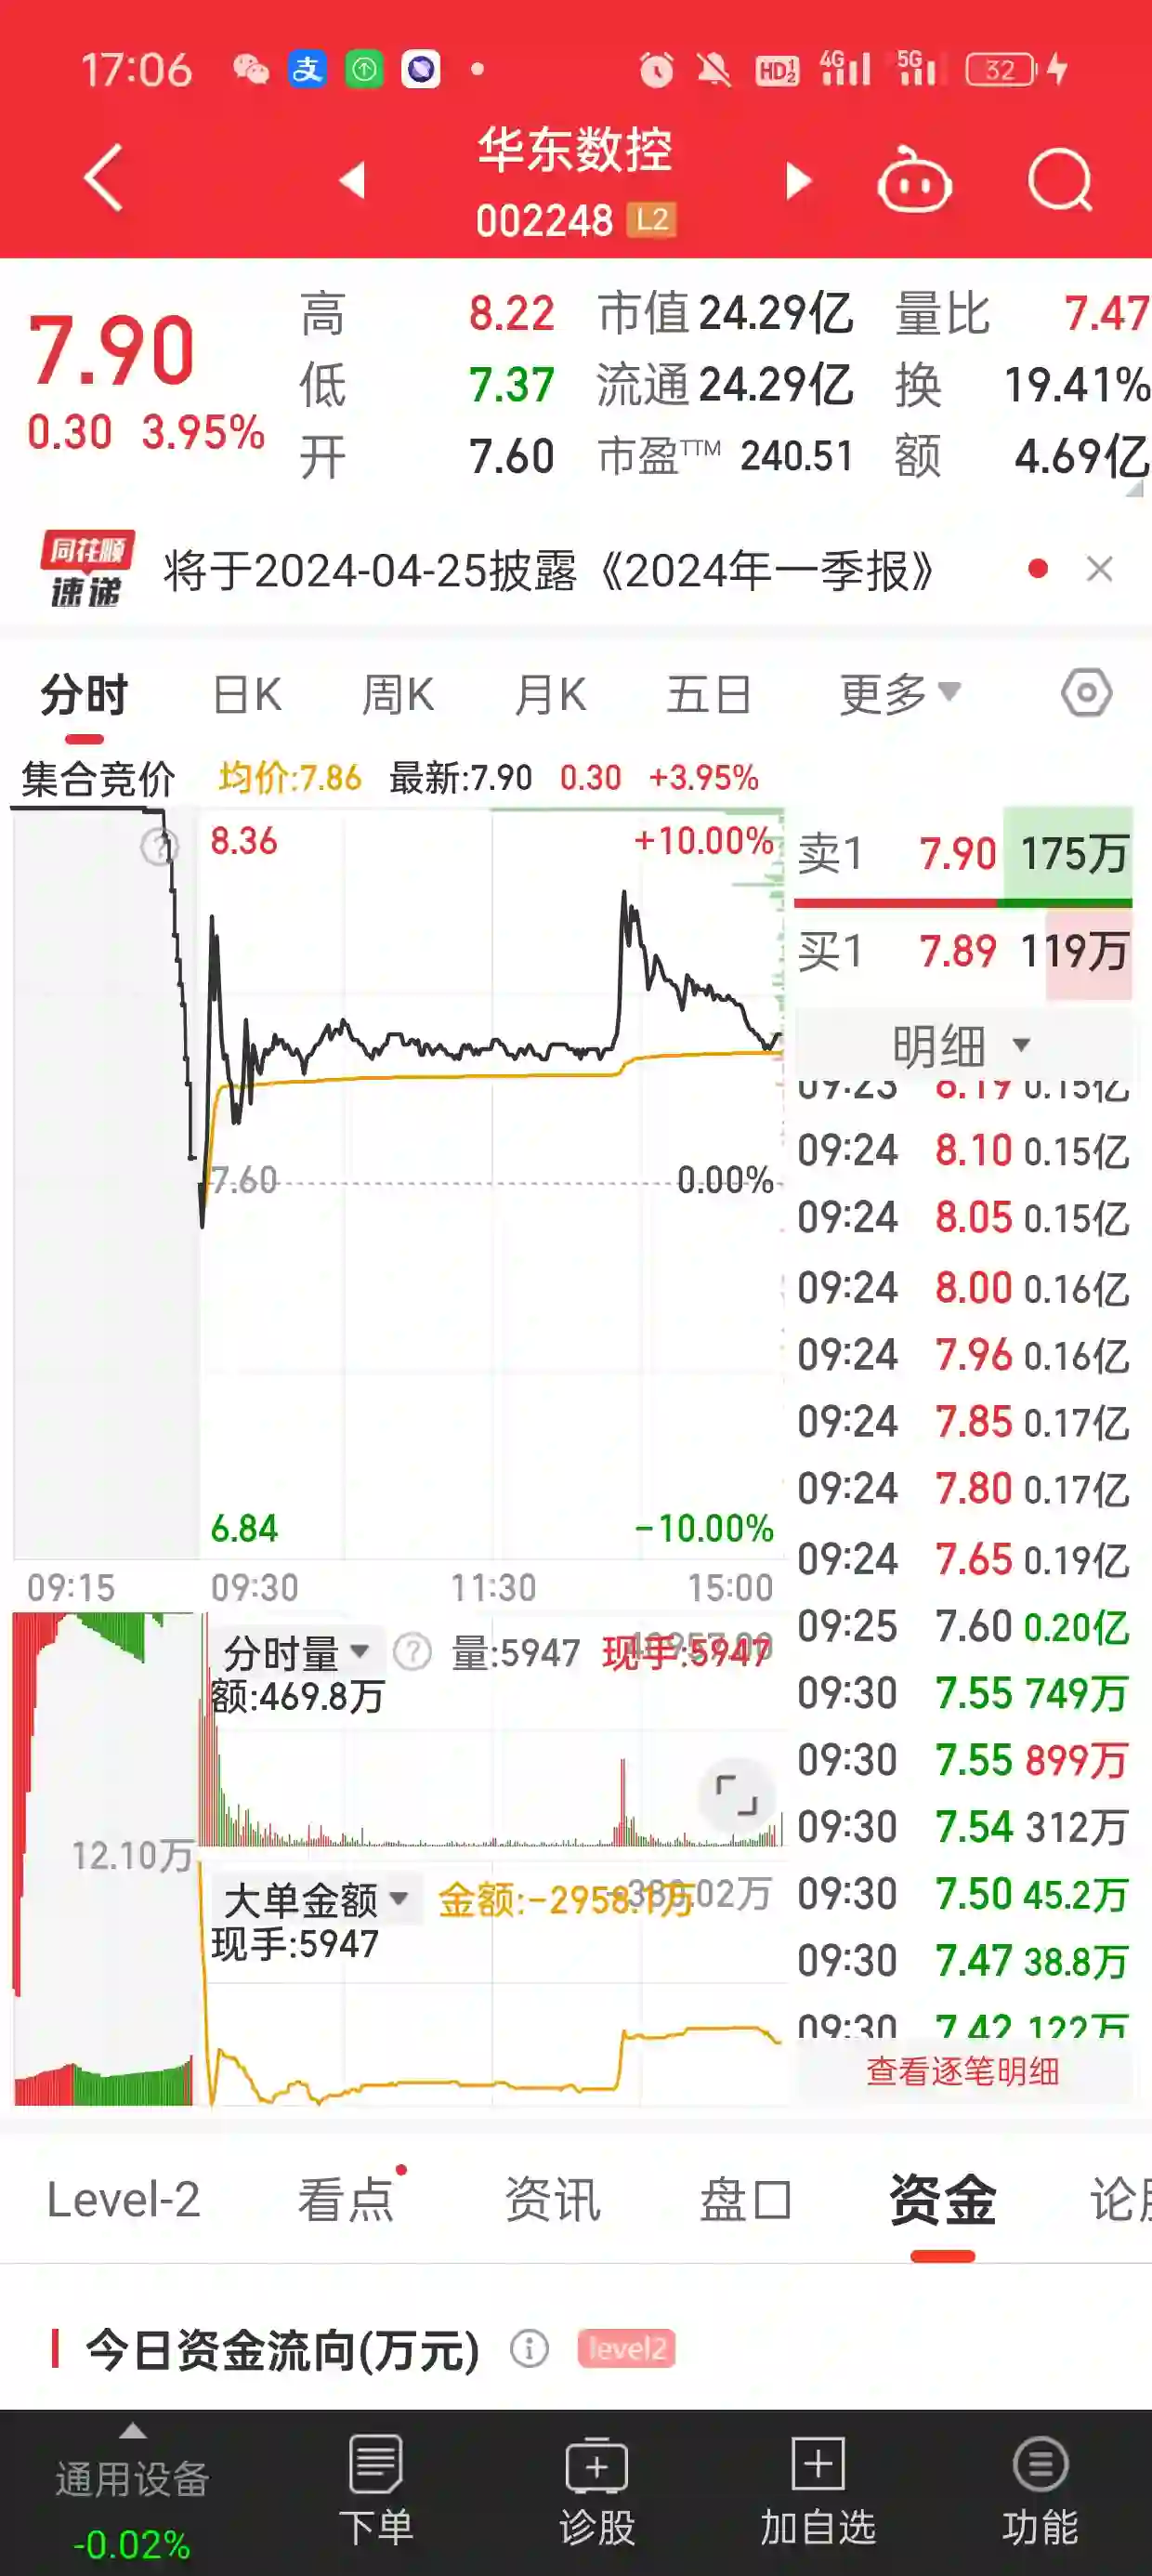 17:06 支 HD 1 2 4G 5G 32
华东数控
002248 L2
7.90
0.30 3.95%
高 8.22 市值 24.29亿 量比 7.47
低 7.37 流通 24.29亿 换 19.41%
开 7.60 市盈TTM 240.51 额 4.69亿
同花顺
速递
将于2024-04-25披露《2024年一季报》
分时 日K 周K 月K 五日 更多
集合竞价 均价:7.86 最新:7.90 0.30 +3.95%
8.36 +10.00%
7.60 0.00%
6.84 -10.00%
09:15 09:30 11:30 15:00
卖1 7.90 175万
买1 7.89 119万
明细
09:23 8.19 0.15亿
09:24 8.10 0.15亿
09:24 8.05 0.15亿
09:24 8.00 0.16亿
09:24 7.96 0.16亿
09:24 7.85 0.17亿
09:24 7.80 0.17亿
09:24 7.65 0.19亿
09:25 7.60 0.20亿
09:30 7.55 749万
09:30 7.55 899万
09:30 7.54 312万
09:30 7.50 45.2万
09:30 7.47 38.8万
09:30 7.42 122万
查看逐笔明细
分时量 ? 量:5947 现手:5947
额:469.8万
12.10万
大单金额 金额:-2958.1万
现手:5947
Level-2 看点 资讯 盘口 资金
今日资金流向(万元) level2
通用设备
-0.02%
下单 诊股 加自选 功能